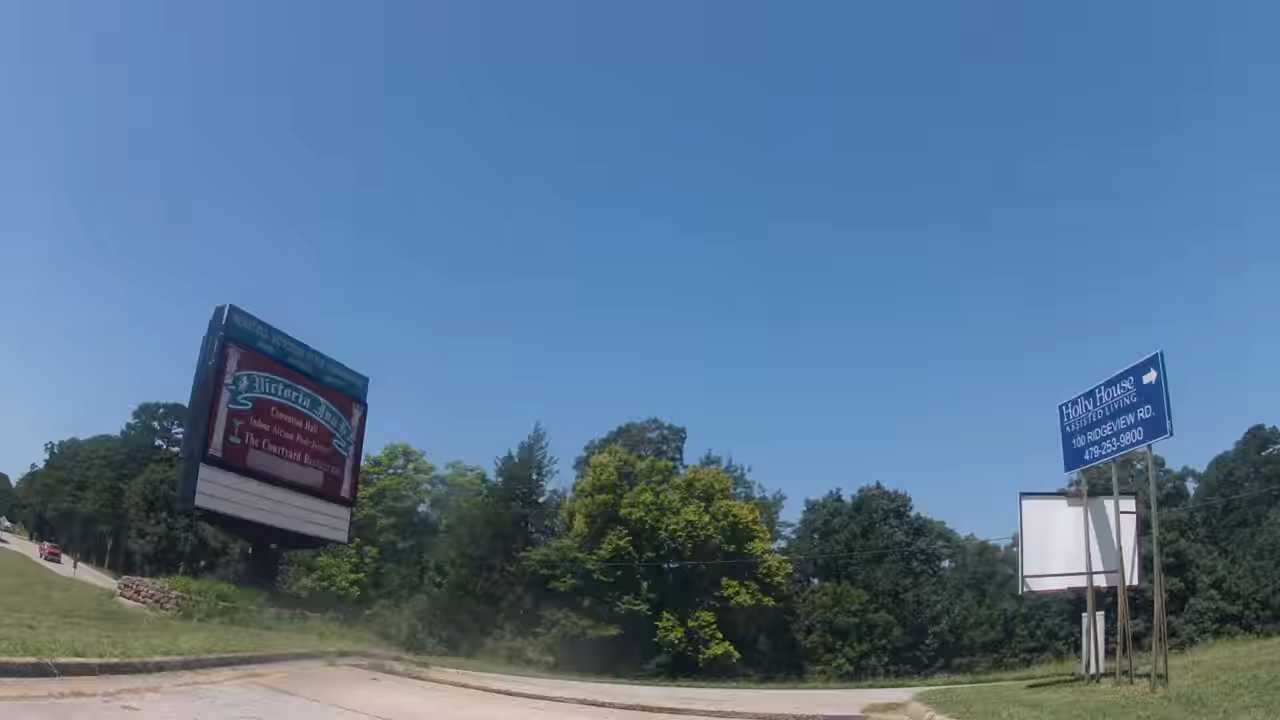 Victoria Inn
Convention Hall
Indoor Atrium Pool
The Courtyard Restaurant
Holly House
ASSISTED LIVING
100 RIDGEVIEW RD.
479-253-9800